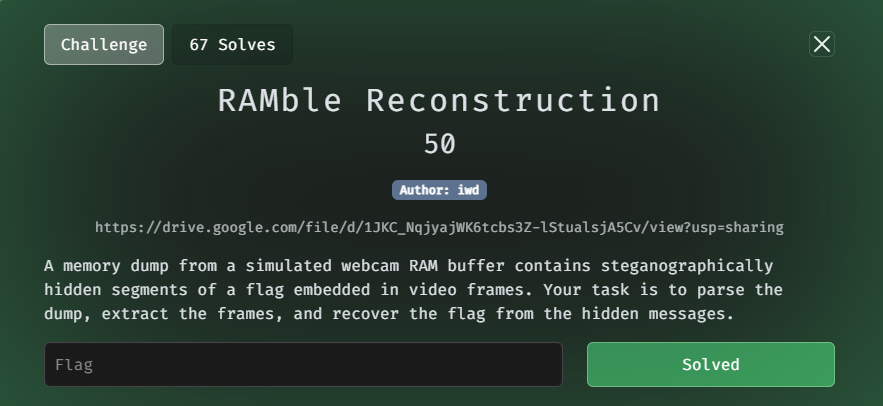 Challenge
67 Solves
RAMble Reconstruction
50
Author: iwd
https://drive.google.com/file/d/1JKC_NqjyajWK6tcbs3Z-lStualsjA5Cv/view?usp=sharing
A memory dump from a simulated webcam RAM buffer contains steganographically
hidden segments of a flag embedded in video frames. Your task is to parse the
dump, extract the frames, and recover the flag from the hidden messages.
Flag
Solved